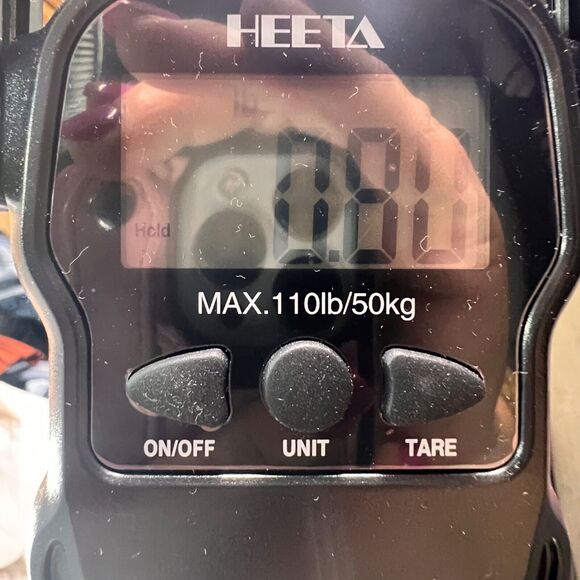 HEETA
Hold
0.80
MAX.110lb/50kg
ON/OFF UNIT TARE